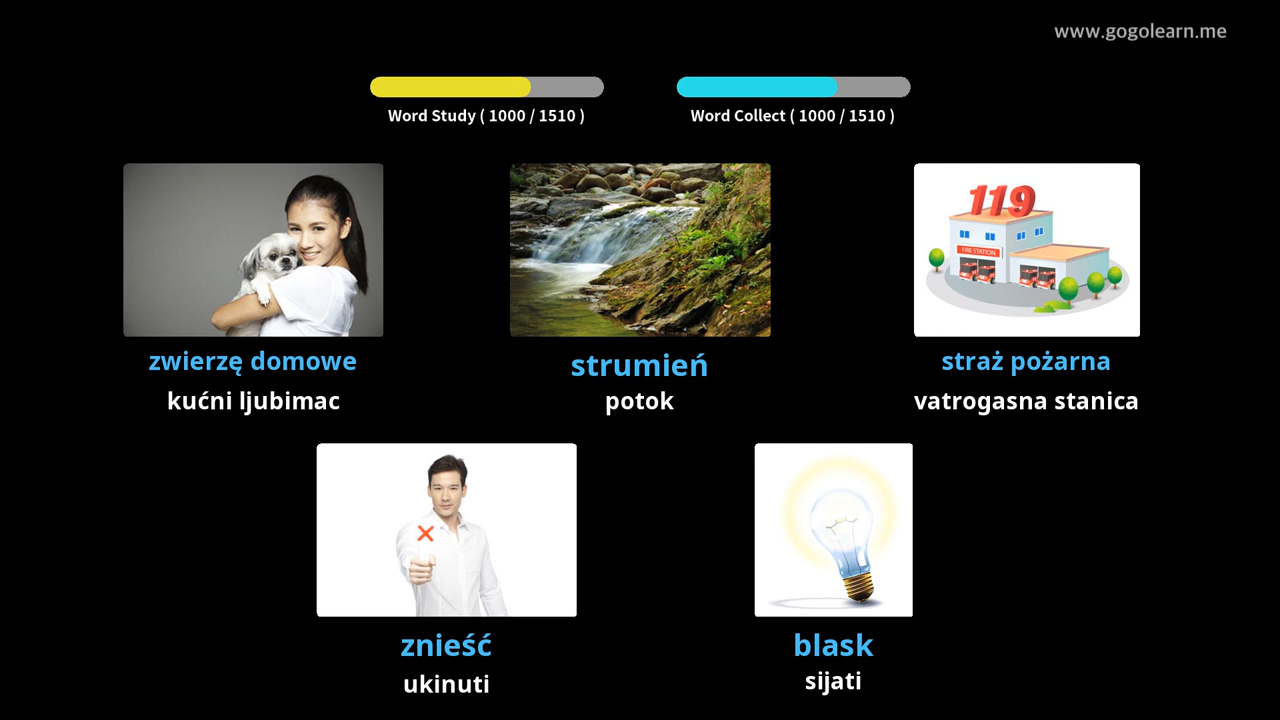 www.gogolearn.me
Word Study ( 1000 / 1510 )
Word Collect ( 1000 / 1510 )
119
FIRE STATION
zwierzę domowe
strumień
straż pożarna
kućni ljubimac
potok
vatrogasna stanica
znieść
blask
ukinuti
sijati